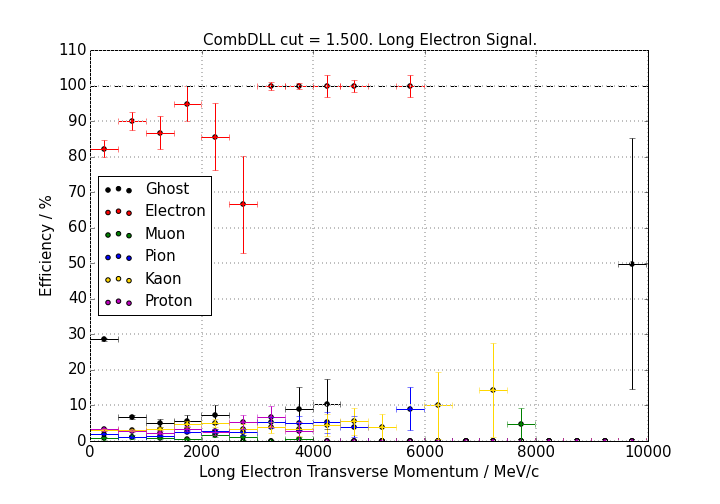 CombDLL cut = 1.500. Long Electron Signal.
110
100
90
80
70
60
50
40
30
20
10
0
Efficiency / %
Ghost
Electron
Muon
Pion
Kaon
Proton
0 2000 4000 6000 8000 10000
Long Electron Transverse Momentum / MeV/c